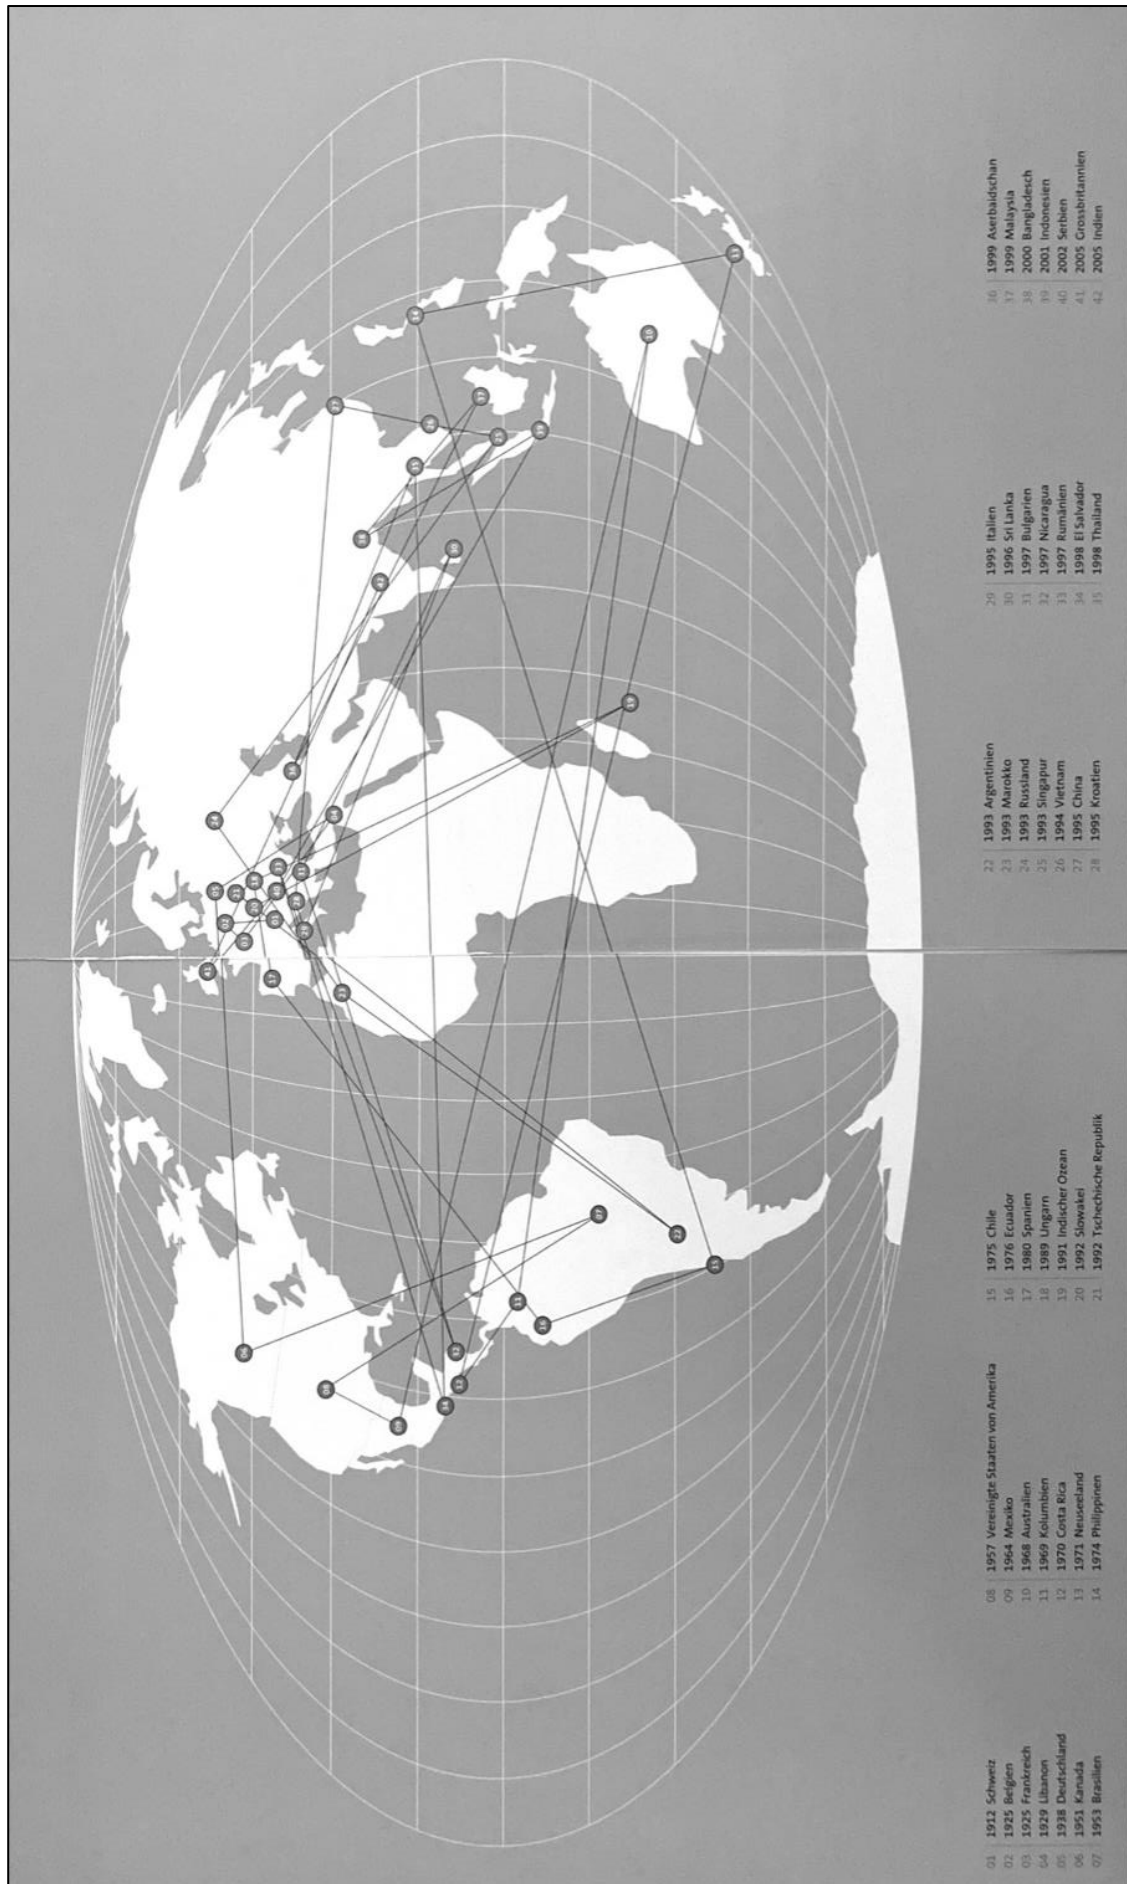 01 1912 Schweiz
02 1925 Belgien
03 1925 Frankreich
04 1929 Libanon
05 1938 Deutschland
06 1951 Kanada
07 1953 Brasilien
08 1957 Vereinigte Staaten von Amerika
09 1964 Mexiko
10 1968 Australien
11 1969 Kolumbien
12 1970 Costa Rica
13 1971 Neuseeland
14 1974 Philippinen
15 1975 Chile
16 1976 Ecuador
17 1980 Spanien
18 1989 Ungarn
19 1991 Indischer Ozean
20 1992 Slowakei
21 1992 Tschechische Republik
22 1993 Argentinien
23 1993 Marokko
24 1993 Russland
25 1993 Singapur
26 1994 Vietnam
27 1995 China
28 1995 Kroatien
29 1995 Italien
30 1996 Sri Lanka
31 1997 Bulgarien
32 1997 Nicaragua
33 1997 Rumänien
34 1998 El Salvador
35 1998 Thailand
36 1999 Aserbaidschan
37 1999 Malaysia
38 2000 Bangladesch
39 2001 Indonesien
40 2002 Serbien
41 2005 Grossbritannien
42 2005 Indien